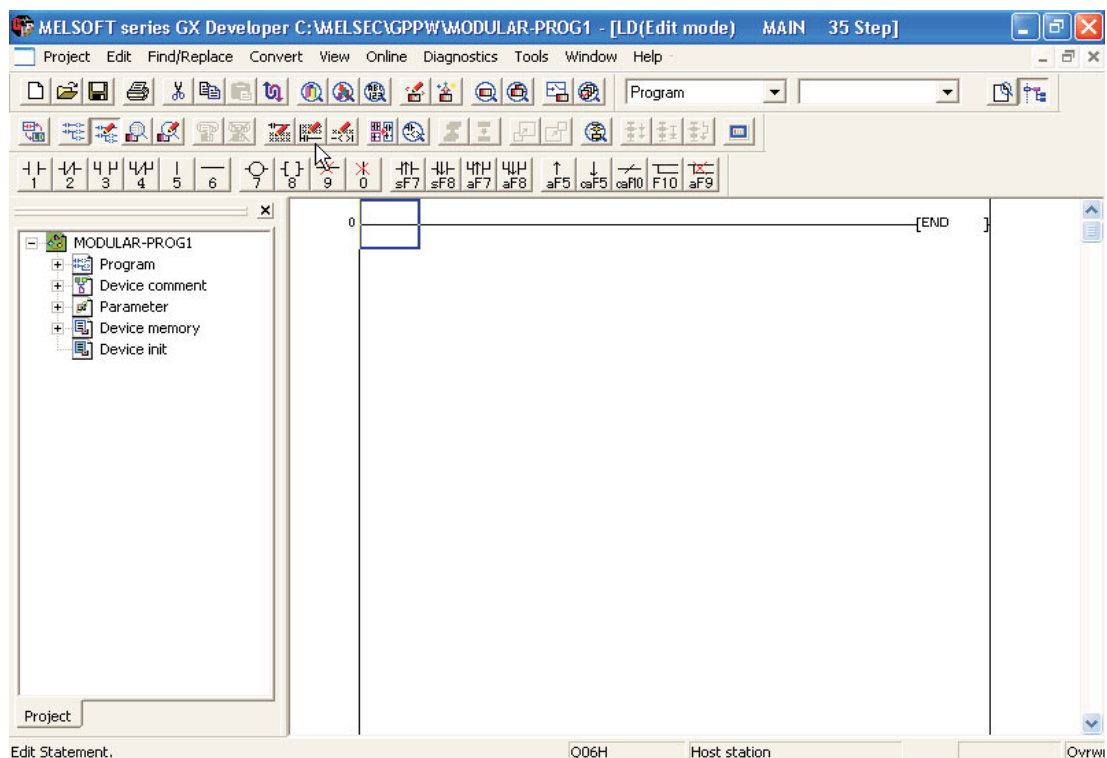 MELSOFT series GX Developer C:\MELSEC\GPPW\MODULAR-PROG1 - [LD(Edit mode) MAIN 35 Step]
Project Edit Find/Replace Convert View Online Diagnostics Tools Window Help
Program
1 2 3 4 5 6 7 8 9 0 sF7 sF8 aF7 aF8 aF5 caF5 caF10 F10 aF9
0 [END ]
MODULAR-PROG1
Program
Device comment
Parameter
Device memory
Device init
Project
Edit Statement. Q06H Host station Ovrwr